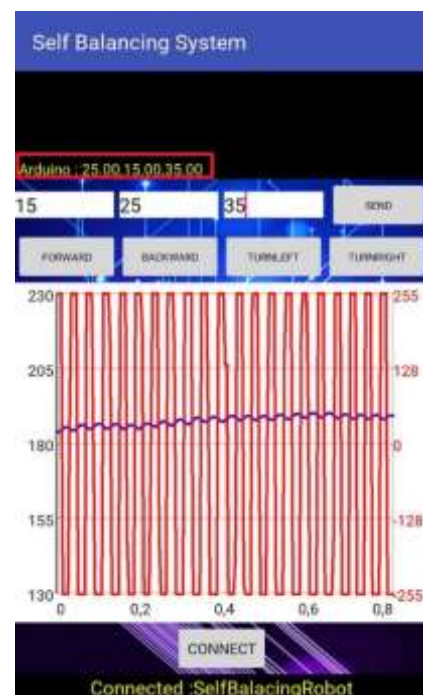 Self Balancing System
Arduino : 25.00,15.00,35.00
15 25 35 SEND
FORWARD BACKWARD TURNLEFT TURNRIGHT
230 255
205 128
180 0
155 -128
130 -255
0 0,2 0,4 0,6 0,8
CONNECT
Connected :SelfBalacingRobot